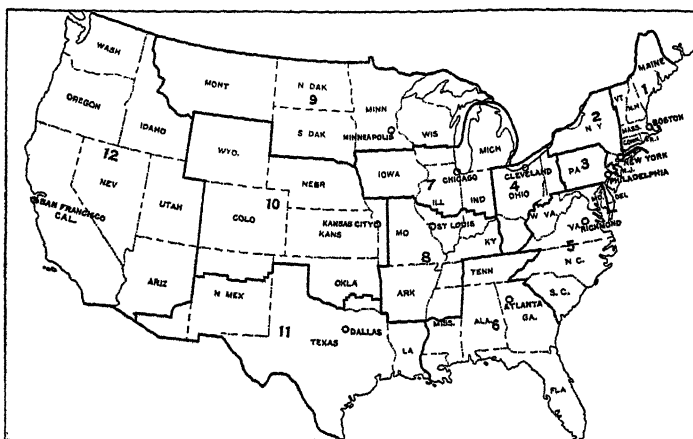 WASH
MONT
N DAK
9
MINN
MAINE
1
VT
N.H.
OREGON
IDAHO
S DAK
MINNEAPOLIS
WIS
MICH
2
N Y
MASS.
BOSTON
CONN.
R.I.
WYO.
12
NEV
UTAH
NEBR
IOWA
7
CHICAGO
ILL
IND
CLEVELAND
4
OHIO
PA
3
NEW YORK
N.J.
PHILADELPHIA
SAN FRANCISCO
CAL.
COLO
10
KANSAS CITY
KANS
MO
8
ST LOUIS
KY
W VA.
MD.
DEL
VA.
RICHMOND
5
N C.
ARIZ
N MEX
OKLA
ARK
TENN
S. C.
11
TEXAS
DALLAS
LA
MISS.
ALA.
6
ATLANTA
GA.
FLA